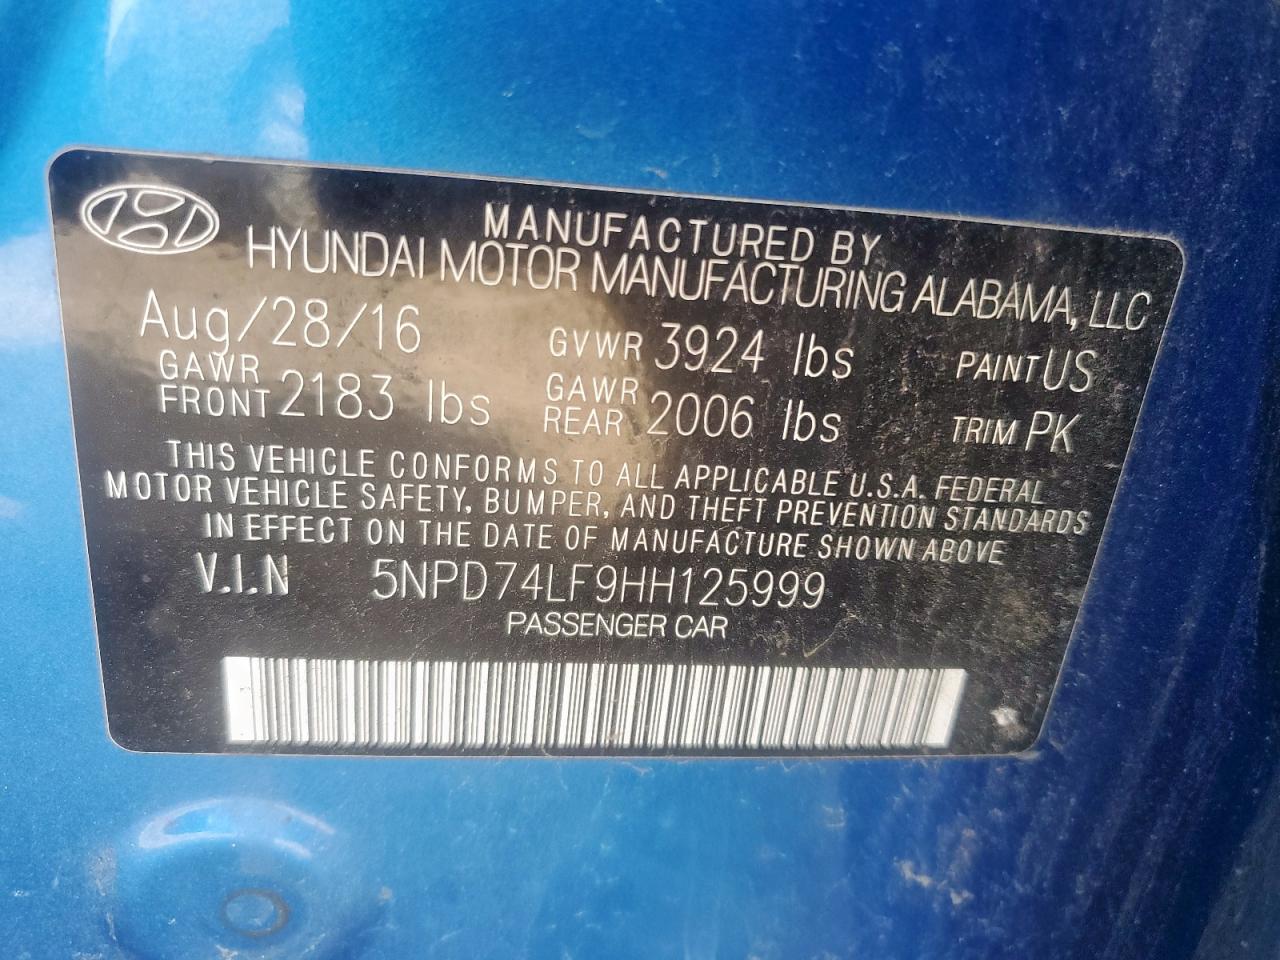 MANUFACTURED BY
HYUNDAI MOTOR MANUFACTURING ALABAMA, LLC
Aug/28/16 GVWR 3924 lbs PAINT US
GAWR FRONT 2183 lbs GAWR REAR 2006 lbs TRIM PK
THIS VEHICLE CONFORMS TO ALL APPLICABLE U.S.A. FEDERAL
MOTOR VEHICLE SAFETY, BUMPER, AND THEFT PREVENTION STANDARDS
IN EFFECT ON THE DATE OF MANUFACTURE SHOWN ABOVE
V.I.N 5NPD74LF9HH125999
PASSENGER CAR